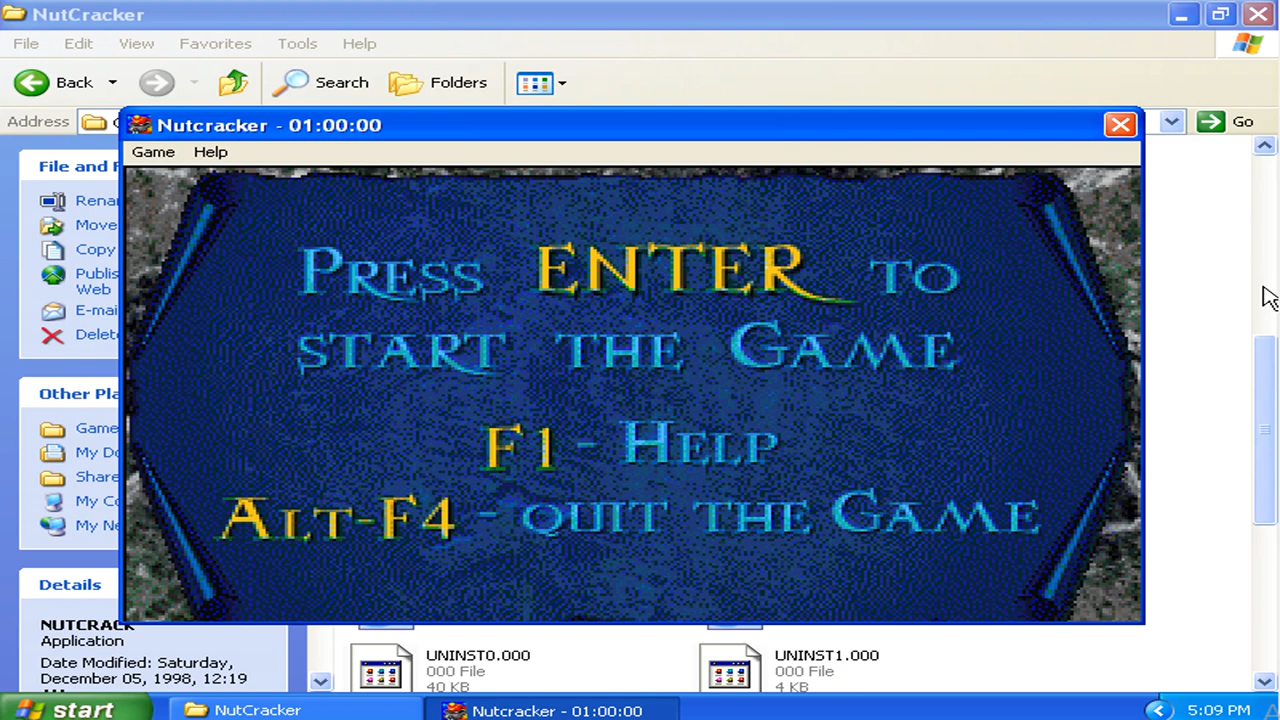 NutCracker
File Edit View Favorites Tools Help
Back Search Folders
Address Go
Nutcracker - 01:00:00
Game Help
Press ENTER to
start the Game
F1 - Help
Alt-F4 - quit the Game
File and F
Rena
Move
Copy
Publis
Web
E-mai
Delet
Other Pla
Game
My Do
Share
My Co
My Ne
Details
NUTCRACK
Application
Date Modified: Saturday,
December 05, 1998, 12:19
UNINST0.000
000 File
40 KB
UNINST1.000
000 File
4 KB
start NutCracker Nutcracker - 01:00:00 5:09 PM